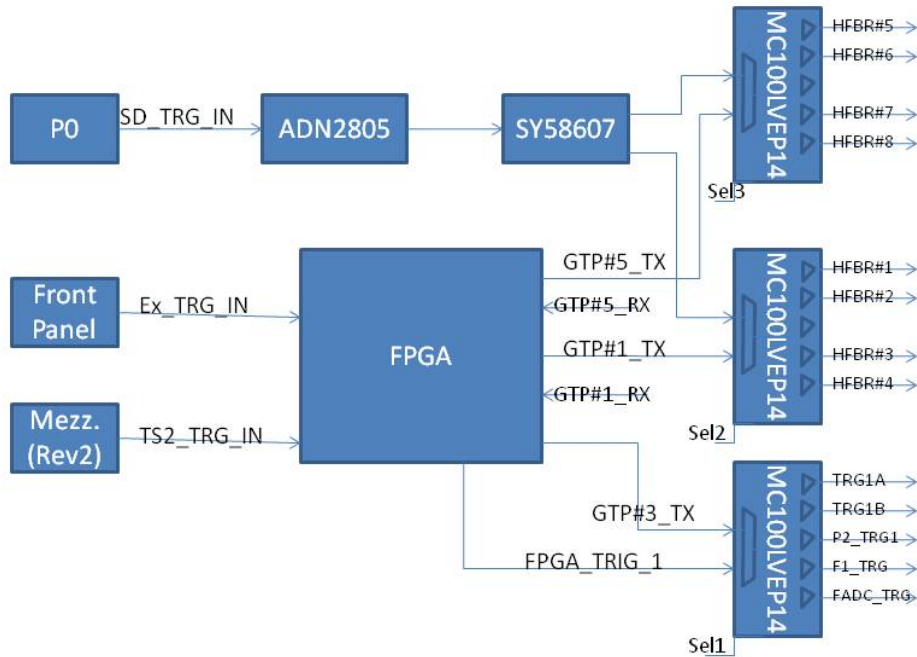 HFBR#5
HFBR#6
HFBR#7
HFBR#8
MC100LVEP14
Sel3
P0
SD_TRG_IN
ADN2805
SY58607
Front
Panel
Ex_TRG_IN
Mezz.
(Rev2)
TS2_TRG_IN
FPGA
GTP#5_TX
GTP#5_RX
GTP#1_TX
GTP#1_RX
GTP#3_TX
FPGA_TRIG_1
HFBR#1
HFBR#2
HFBR#3
HFBR#4
MC100LVEP14
Sel2
TRG1A
TRG1B
P2_TRG1
F1_TRG
FADC_TRG
MC100LVEP14
Sel1